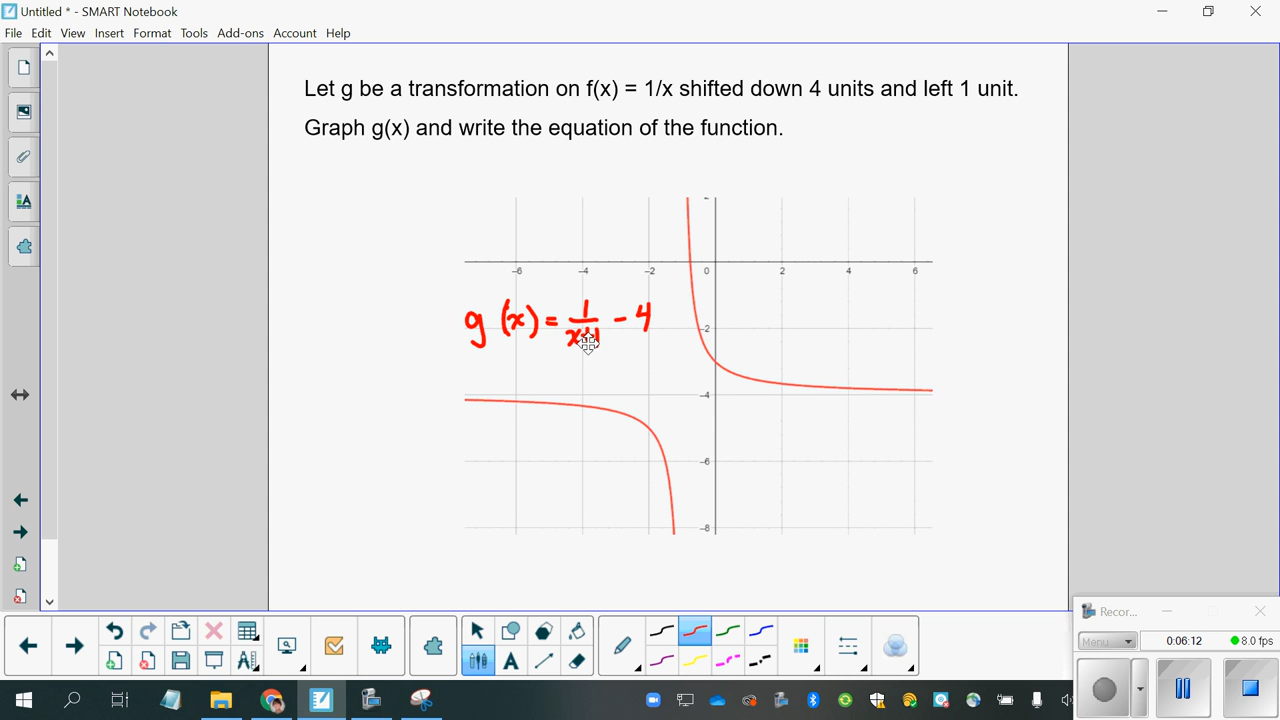 Untitled * - SMART Notebook
File Edit View Insert Format Tools Add-ons Account Help
Let g be a transformation on f(x) = 1/x shifted down 4 units and left 1 unit.
Graph g(x) and write the equation of the function.
-6 -4 -2 0 2 4 6
g (x) = 1/x+1 - 4
-2
-4
-6
-8
Recor...
Menu
0:06:12
8.0 fps